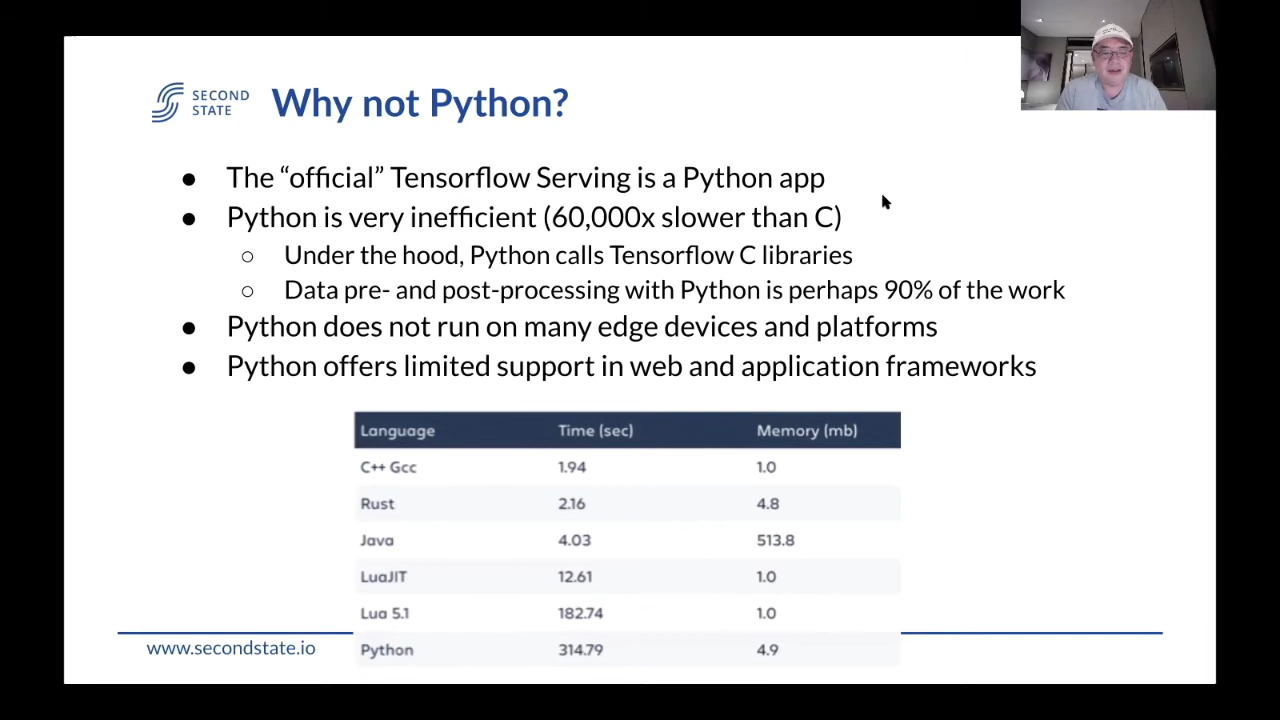 SECOND
STATE
Why not Python?
● The “official” Tensorflow Serving is a Python app
● Python is very inefficient (60,000x slower than C)
○ Under the hood, Python calls Tensorflow C libraries
○ Data pre- and post-processing with Python is perhaps 90% of the work
● Python does not run on many edge devices and platforms
● Python offers limited support in web and application frameworks
Language Time (sec) Memory (mb)
C++ Gcc 1.94 1.0
Rust 2.16 4.8
Java 4.03 513.8
LuaJIT 12.61 1.0
Lua 5.1 182.74 1.0
Python 314.79 4.9
www.secondstate.io